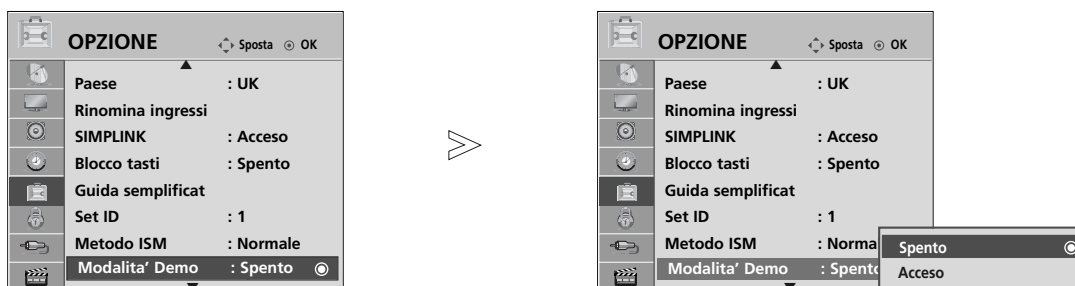 OPZIONE Sposta OK
Paese : UK
Rinomina ingressi
SIMPLINK : Acceso
Blocco tasti : Spento
Guida semplificat
Set ID : 1
Metodo ISM : Normale
Modalita’ Demo : Spento
OPZIONE Sposta OK
Paese : UK
Rinomina ingressi
SIMPLINK : Acceso
Blocco tasti : Spento
Guida semplificat
Set ID : 1
Metodo ISM : Norma
Modalita’ Demo : Spento
Spento
Acceso